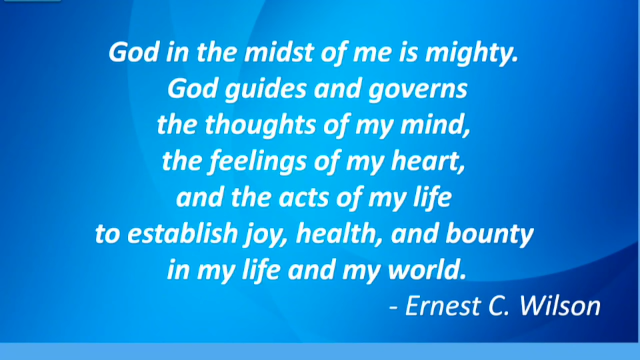 God in the midst of me is mighty.
God guides and governs
the thoughts of my mind,
the feelings of my heart,
and the acts of my life
to establish joy, health, and bounty
in my life and my world.
- Ernest C. Wilson